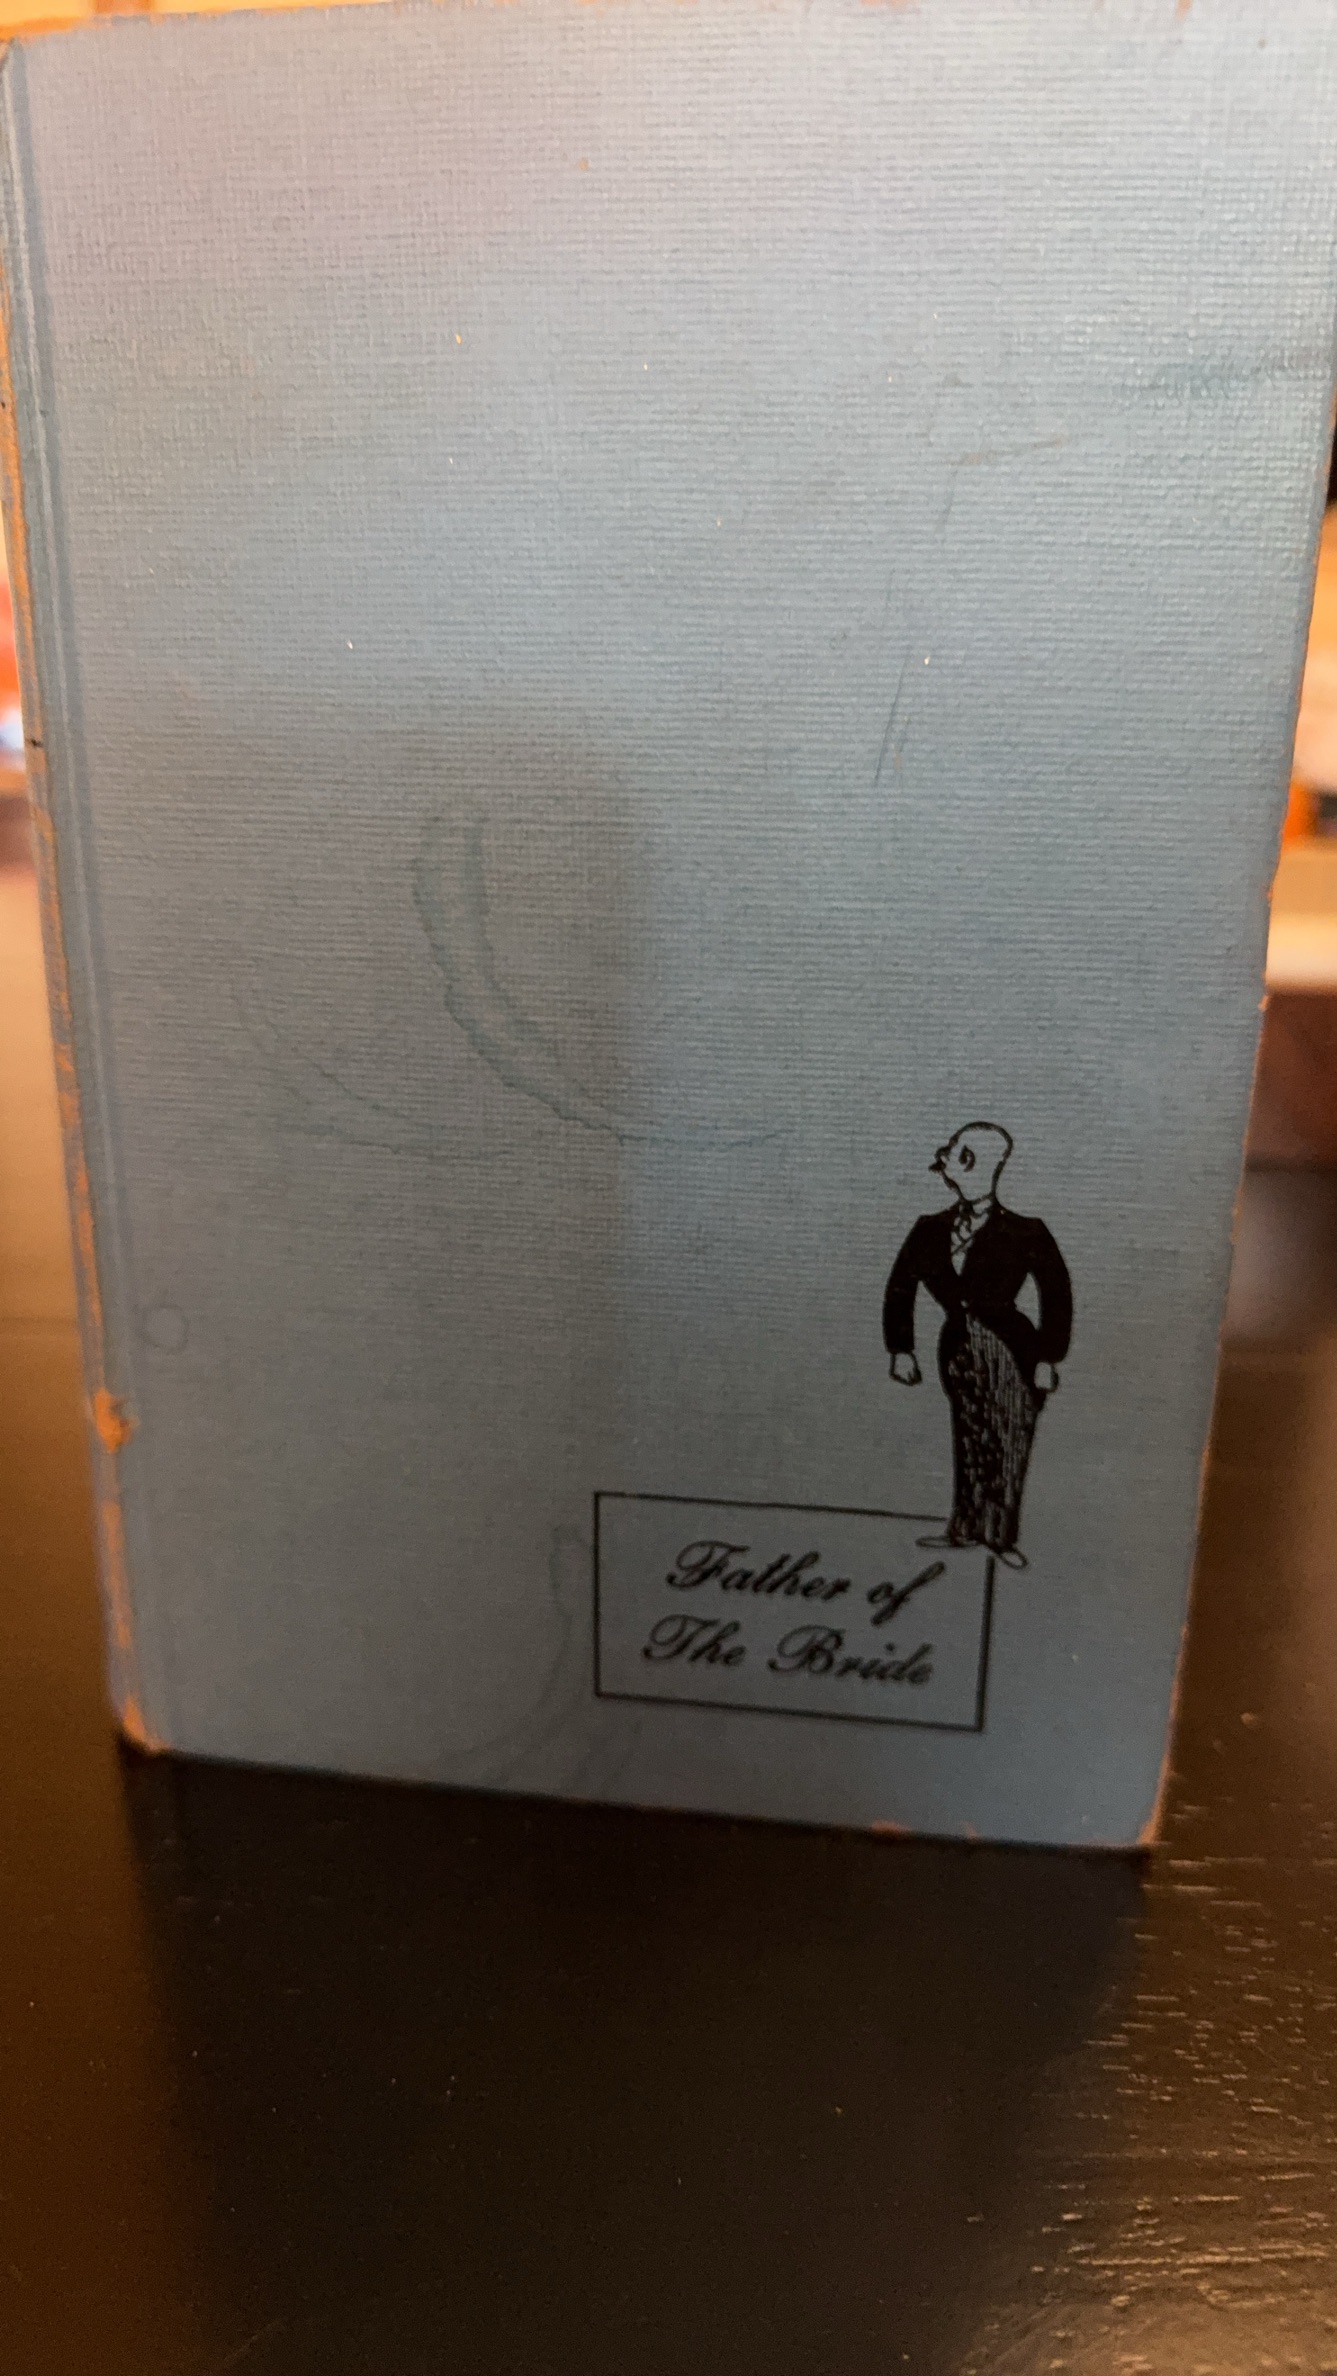 Father of
The Bride